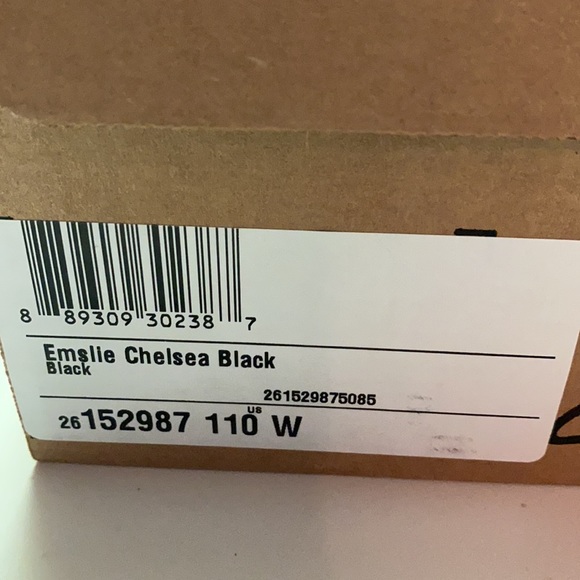 8 89309 30238 7
Emslie Chelsea Black
Black
261529875085
26152987 110 US W